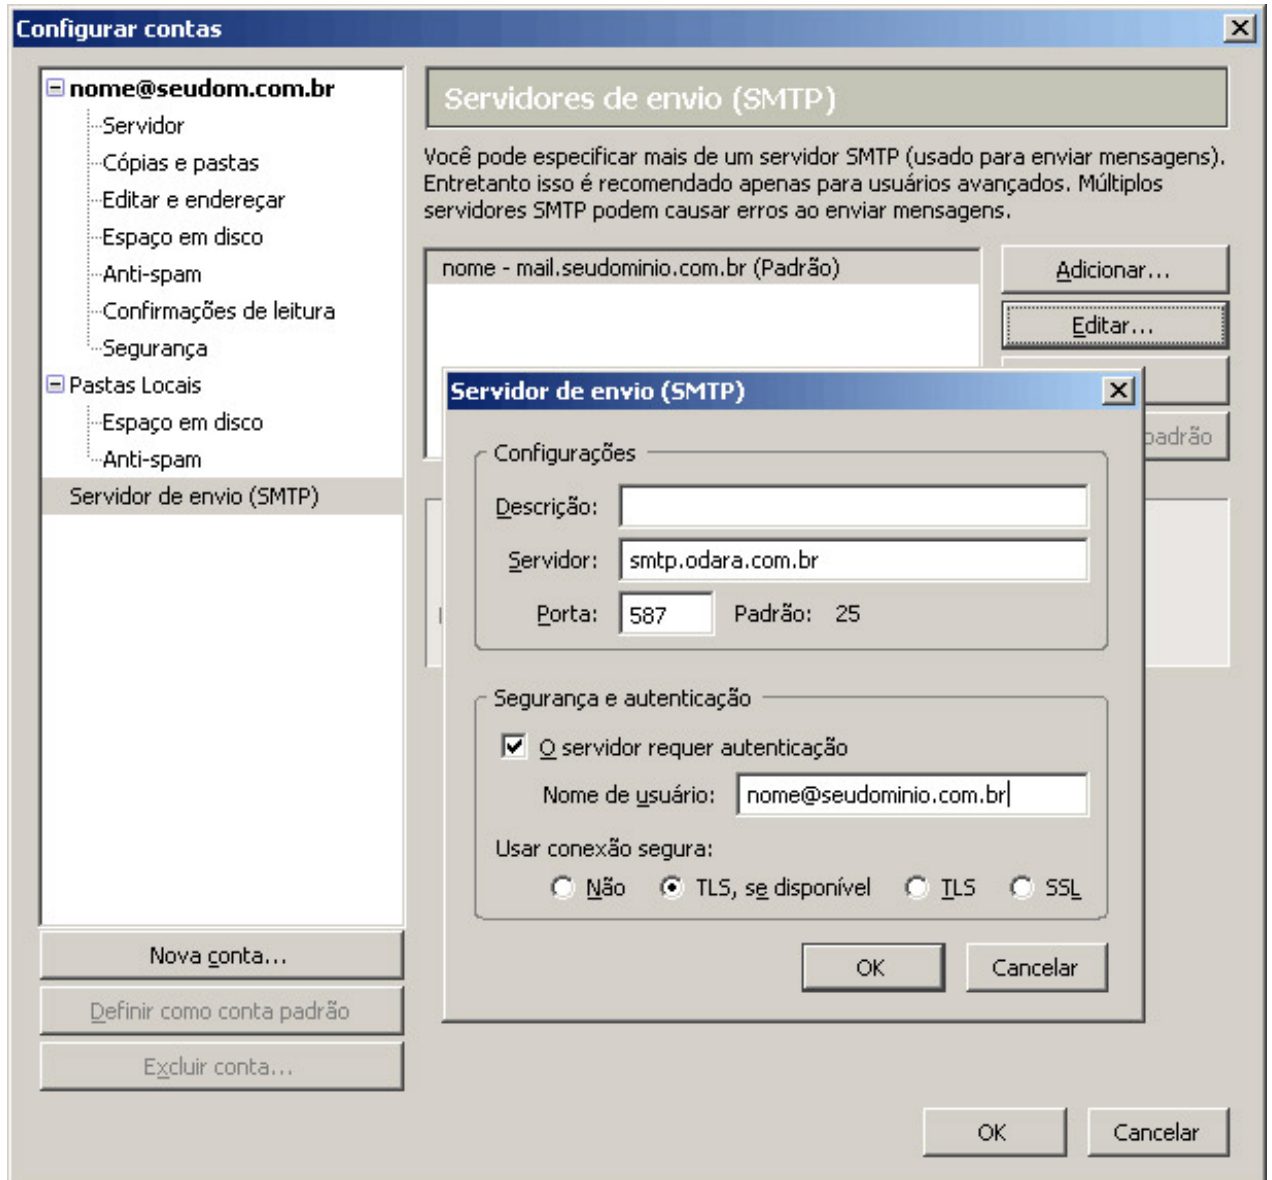 Configurar contas
nome@seudom.com.br
Servidor
Cópias e pastas
Editar e endereçar
Espaço em disco
Anti-spam
Confirmações de leitura
Segurança
Pastas Locais
Espaço em disco
Anti-spam
Servidor de envio (SMTP)
Nova conta...
Definir como conta padrão
Excluir conta...
Servidores de envio (SMTP)
Você pode especificar mais de um servidor SMTP (usado para enviar mensagens).
Entretanto isso é recomendado apenas para usuários avançados. Múltiplos
servidores SMTP podem causar erros ao enviar mensagens.
nome - mail.seudominio.com.br (Padrão)
Adicionar...
Editar...
padrão
Servidor de envio (SMTP)
Configurações
Descrição:
Servidor: smtp.odara.com.br
Porta: 587 Padrão: 25
Segurança e autenticação
O servidor requer autenticação
Nome de usuário: nome@seudominio.com.br
Usar conexão segura:
Não TLS, se disponível TLS SSL
OK Cancelar
OK Cancelar